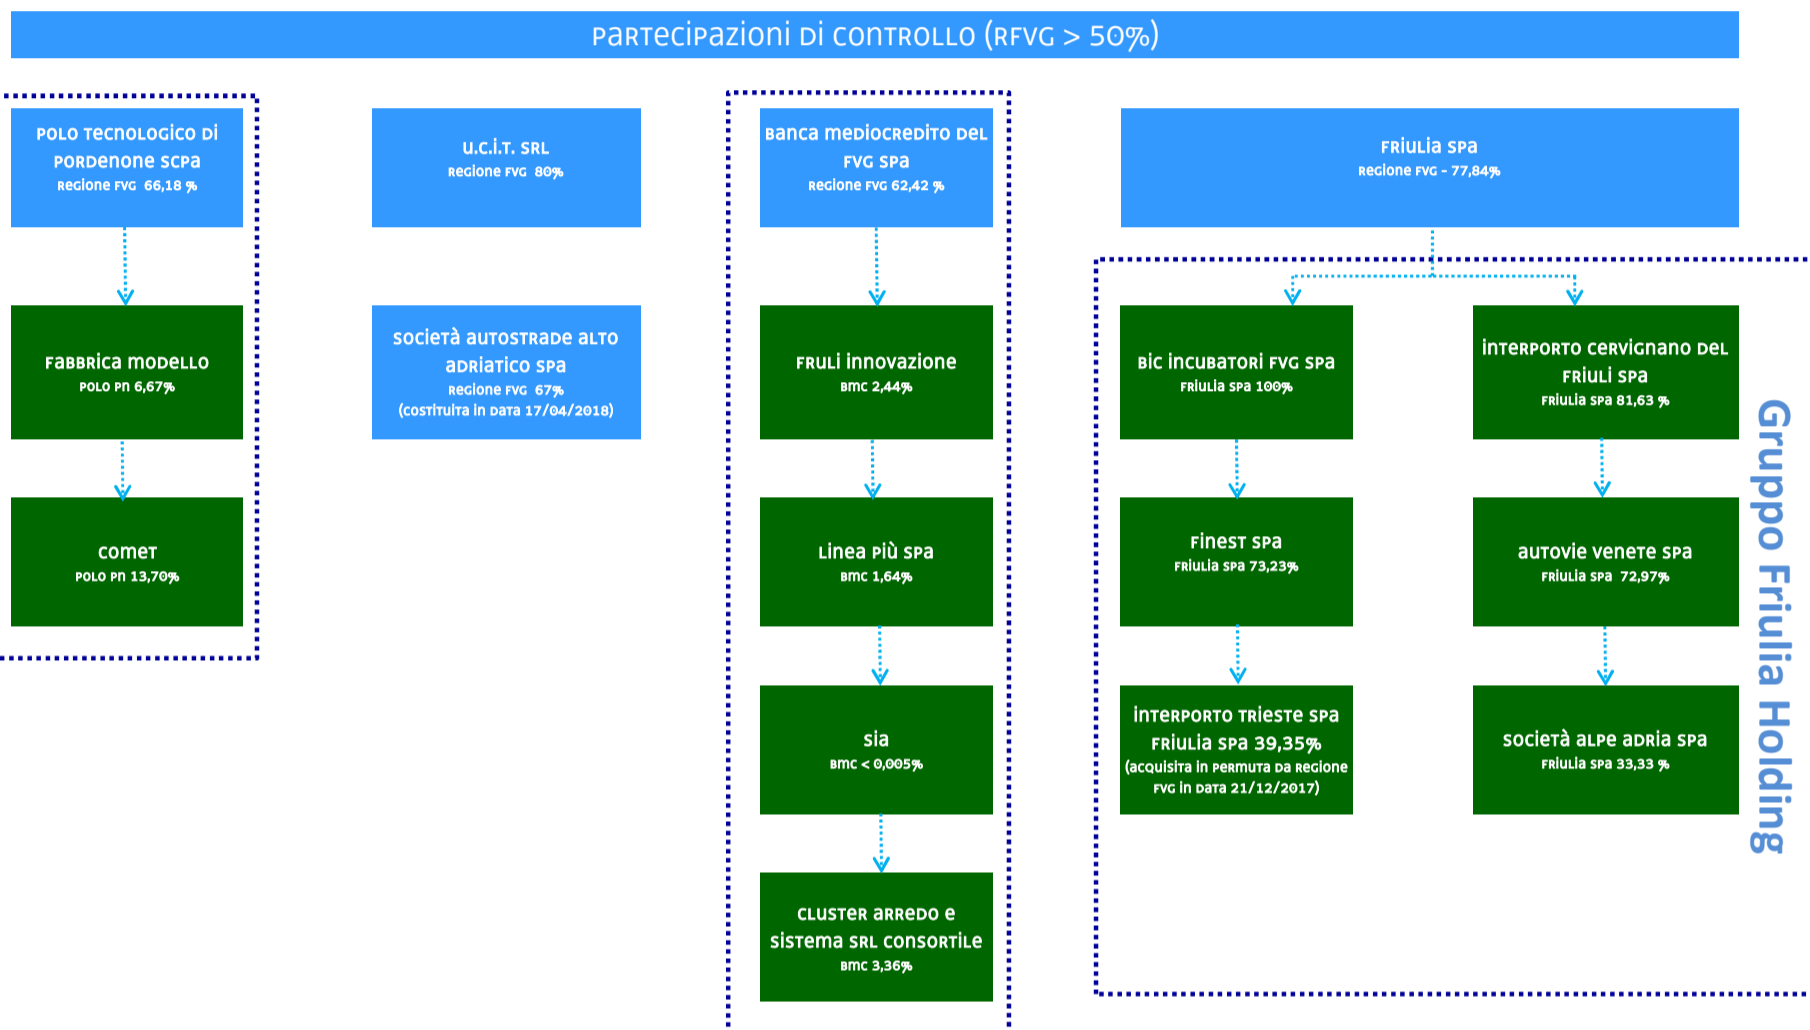 Partecipazioni di controllo (RFVG > 50%)
Polo Tecnologico di
Pordenone scpa
Regione FVG 66,18 %
Fabbrica modello
Polo PN 6,67%
Comet
Polo PN 13,70%
U.C.I.T. srl
Regione FVG 80%
Società Autostrade Alto
Adriatico spa
Regione FVG 67%
(costituita in data 17/04/2018)
Banca Mediocredito del
FVG spa
Regione FVG 62,42 %
Fruli Innovazione
BMC 2,44%
Linea Più spa
BMC 1,64%
SIA
BMC < 0,005%
Cluster Arredo e
Sistema srl consortile
BMC 3,36%
Friulia spa
Regione FVG - 77,84%
BIC Incubatori FVG spa
Friulia spa 100%
Finest spa
Friulia spa 73,23%
Interporto Trieste spa
Friulia spa 39,35%
(acquisita in permuta da Regione
FVG in data 21/12/2017)
Interporto Cervignano del
Friuli spa
Friulia spa 81,63 %
Autovie Venete spa
Friulia spa 72,97%
Società Alpe Adria spa
Friulia spa 33,33 %
Gruppo Friulia Holding